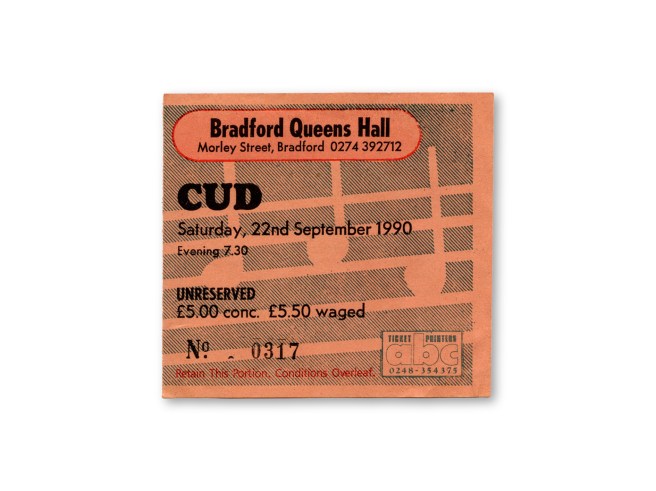 Bradford Queens Hall
Morley Street, Bradford 0274 392712
CUD
Saturday, 22nd September 1990
Evening 7.30
UNRESERVED
£5.00 conc. £5.50 waged
Nº 0317
Retain This Portion. Conditions Overleaf.
TICKET PRINTERS
abc
0248-354375